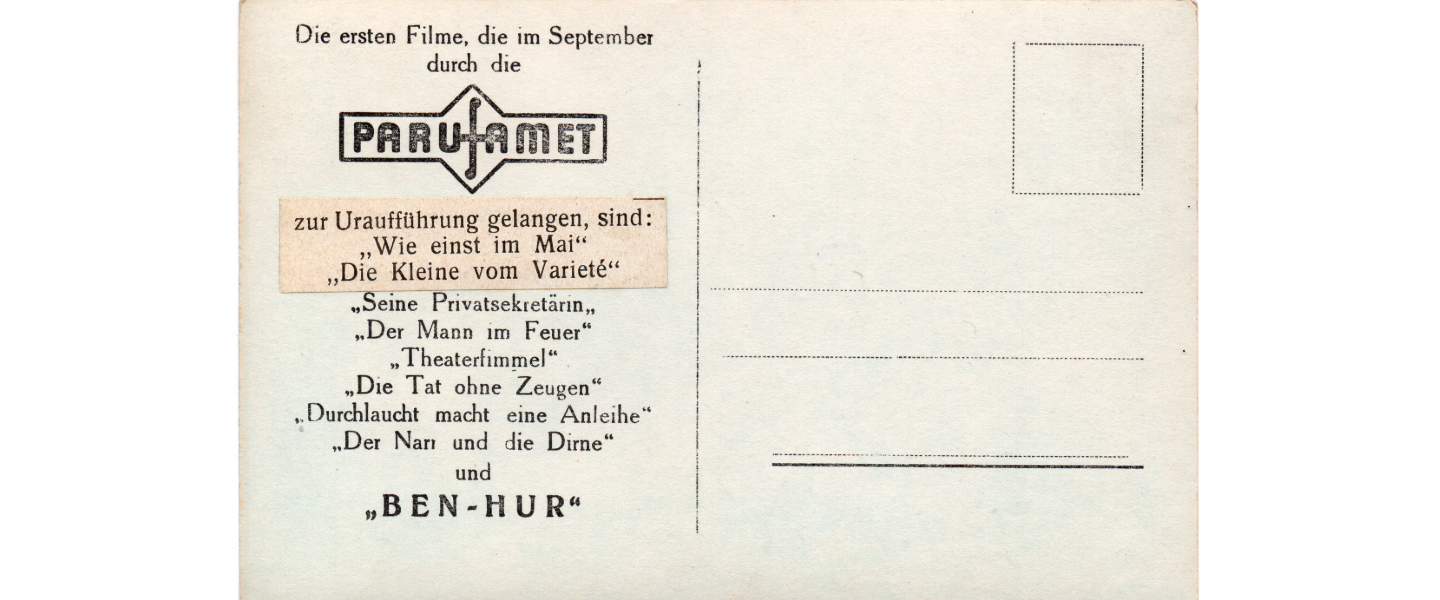 Die ersten Filme, die im September
durch die
PARUFAMET
zur Uraufführung gelangen, sind:
„Wie einst im Mai“
„Die Kleine vom Varieté“
„Seine Privatsekretärin„
„Der Mann im Feuer“
„Theaterfimmel“
„Die Tat ohne Zeugen“
„Durchlaucht macht eine Anleihe“
„Der Narr und die Dirne“
und
„BEN-HUR“